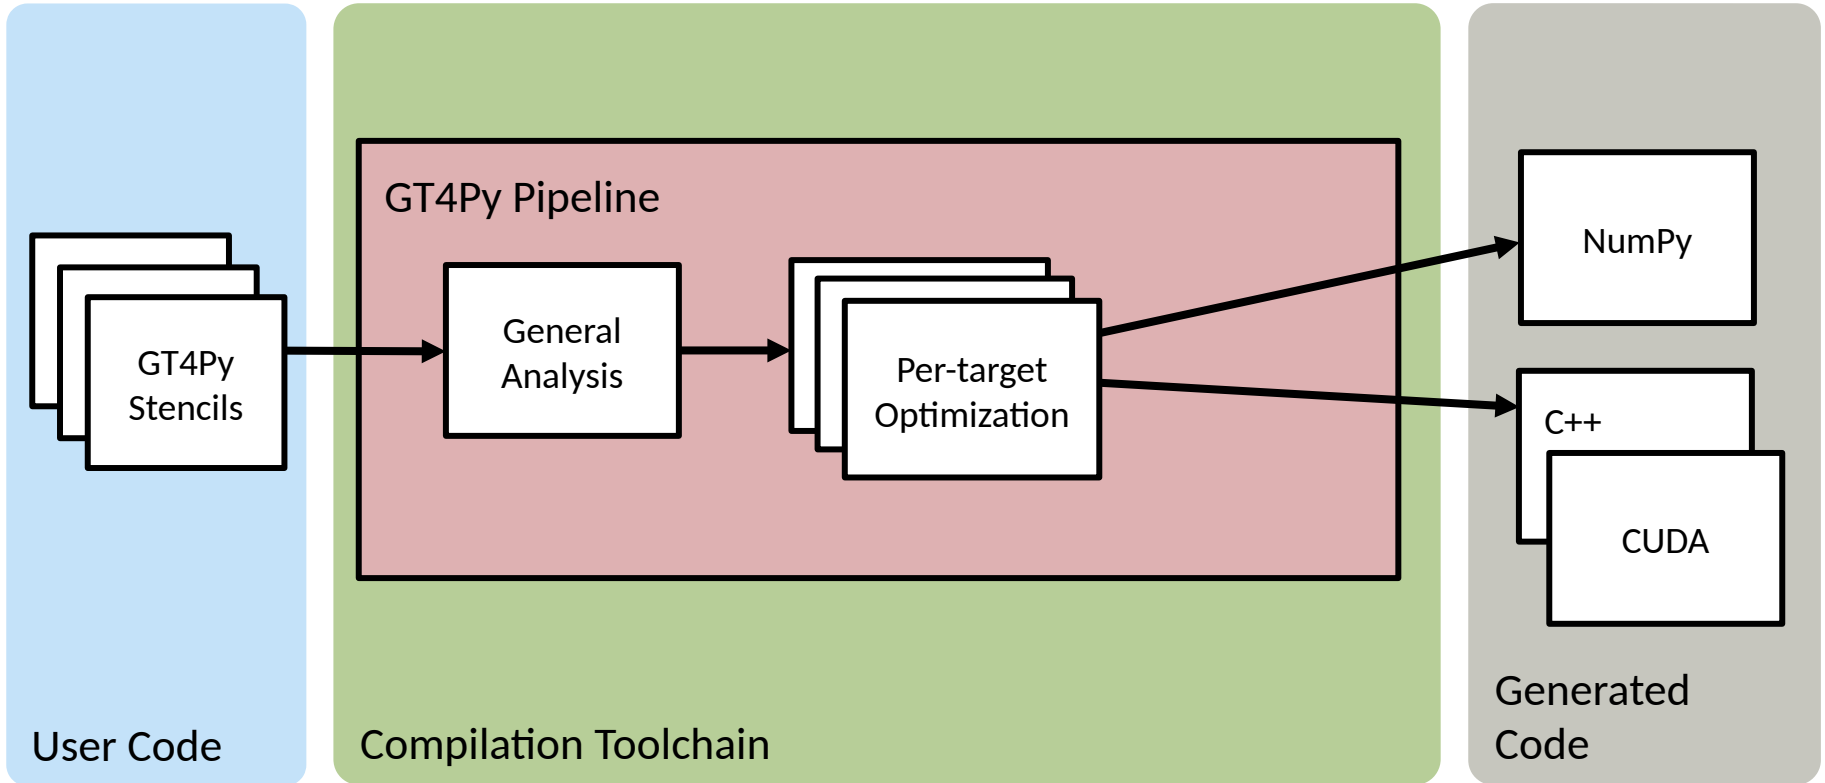 GT4Py Pipeline
GT4Py
Stencils
General
Analysis
Per-target
Optimization
NumPy
C++
CUDA
User Code
Compilation Toolchain
Generated
Code